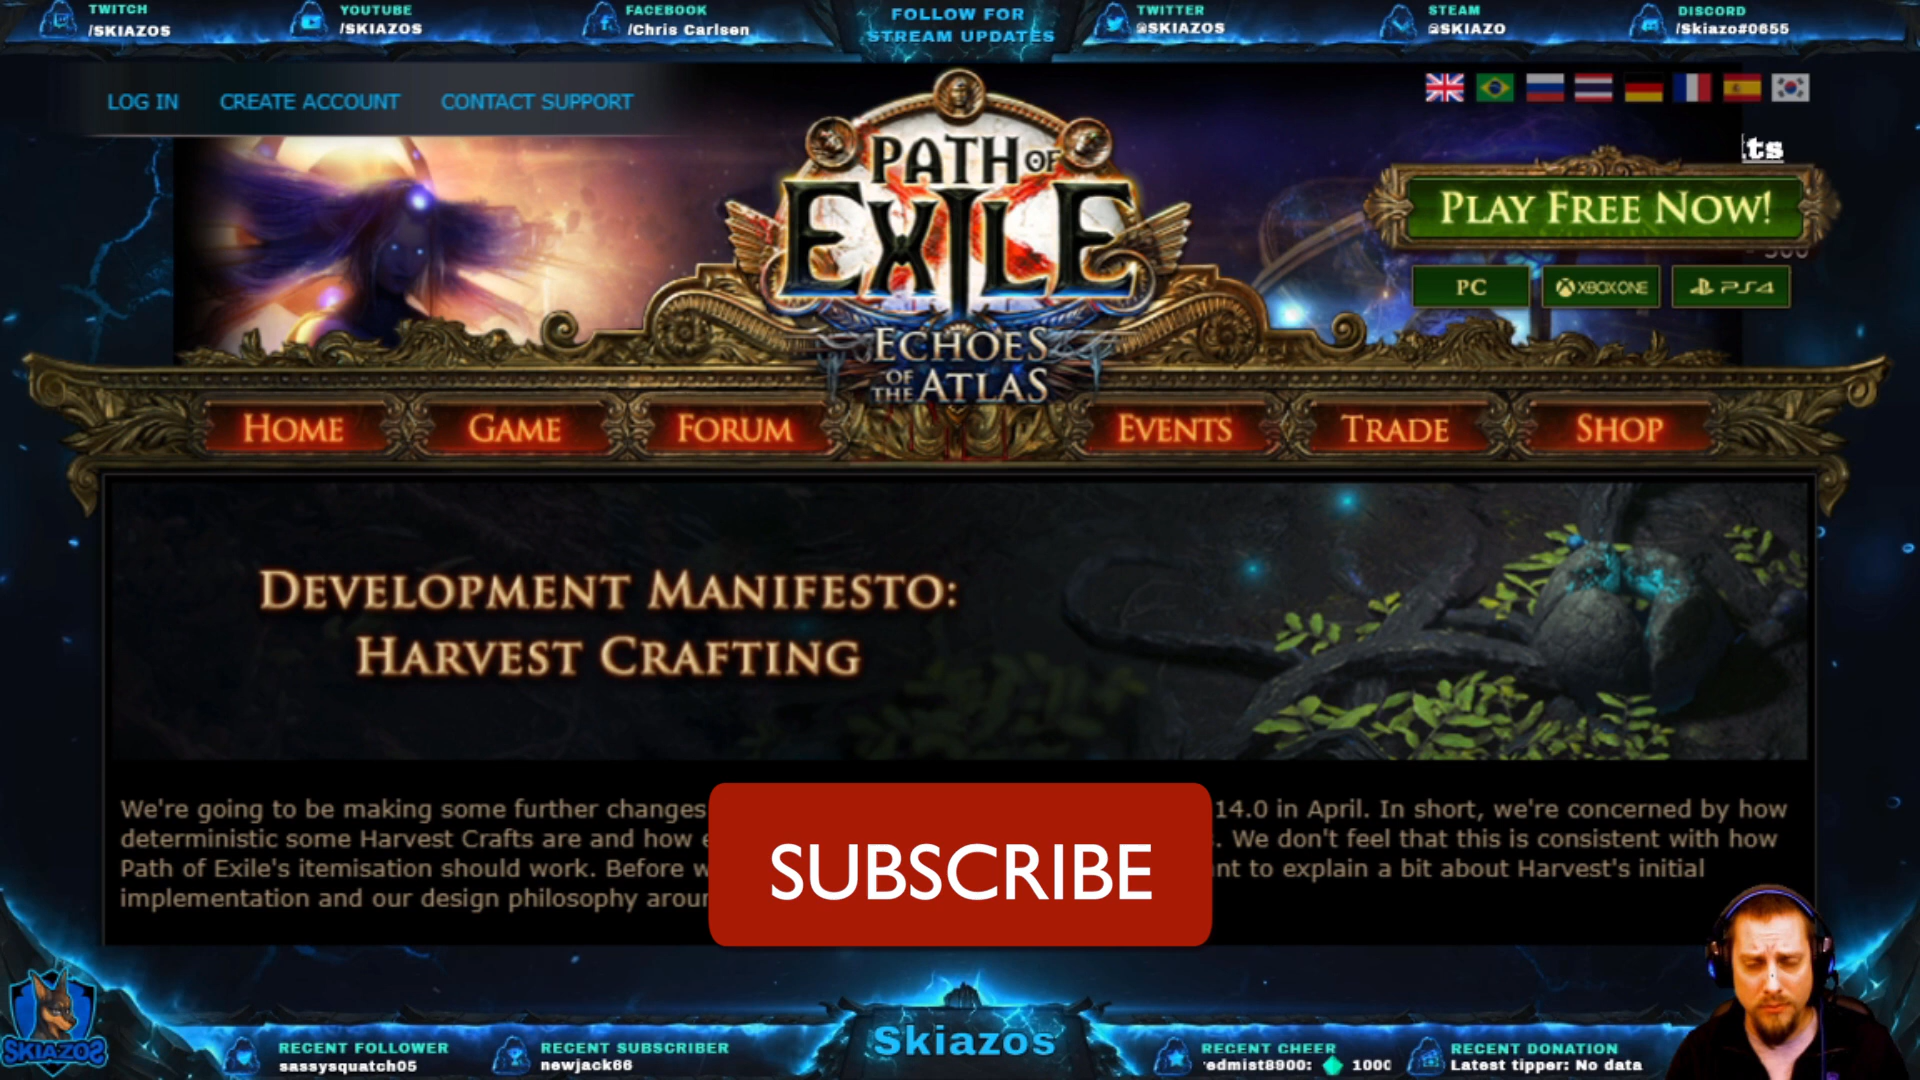 TWITCH
/SKIAZOS
YOUTUBE
/SKIAZOS
FACEBOOK
/Chris Carlsen
FOLLOW FOR
STREAM UPDATES
TWITTER
@SKIAZOS
STEAM
@SKIAZO
DISCORD
/Skiazo#0655
LOG IN CREATE ACCOUNT CONTACT SUPPORT
PATH OF
EXILE
ECHOES
OF THE ATLAS
PLAY FREE NOW!
PC XBOX ONE PS4
HOME GAME FORUM EVENTS TRADE SHOP
DEVELOPMENT MANIFESTO:
HARVEST CRAFTING
We're going to be making some further changes 14.0 in April. In short, we're concerned by how
deterministic some Harvest Crafts are and how We don't feel that this is consistent with how
Path of Exile's itemisation should work. Before to explain a bit about Harvest's initial
implementation and our design philosophy
SUBSCRIBE
SKIAZOS
RECENT FOLLOWER
sassysquatch05
RECENT SUBSCRIBER
newjack66
Skiazos
RECENT CHEER
edmist8900: 1000
RECENT DONATION
Latest tipper: No data